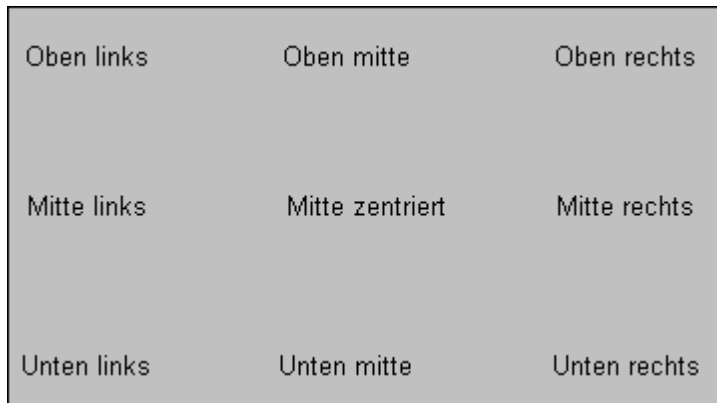 Oben links Oben mitte Oben rechts
Mitte links Mitte zentriert Mitte rechts
Unten links Unten mitte Unten rechts